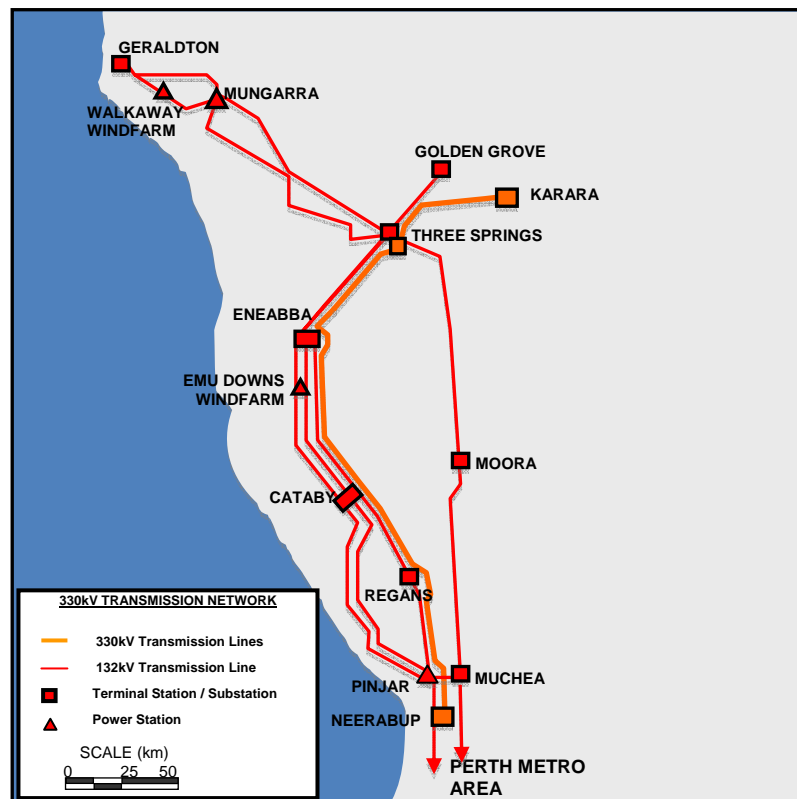 GERALDTON
MUNGARRA
WALKAWAY
WINDFARM
GOLDEN GROVE
KARARA
THREE SPRINGS
ENEABBA
EMU DOWNS
WINDFARM
MOORA
CATABY
REGANS
MUCHEA
PINJAR
NEERABUP
PERTH METRO
AREA
330kV TRANSMISSION NETWORK
330kV Transmission Lines
132kV Transmission Line
Terminal Station / Substation
Power Station
SCALE (km)
0 25 50